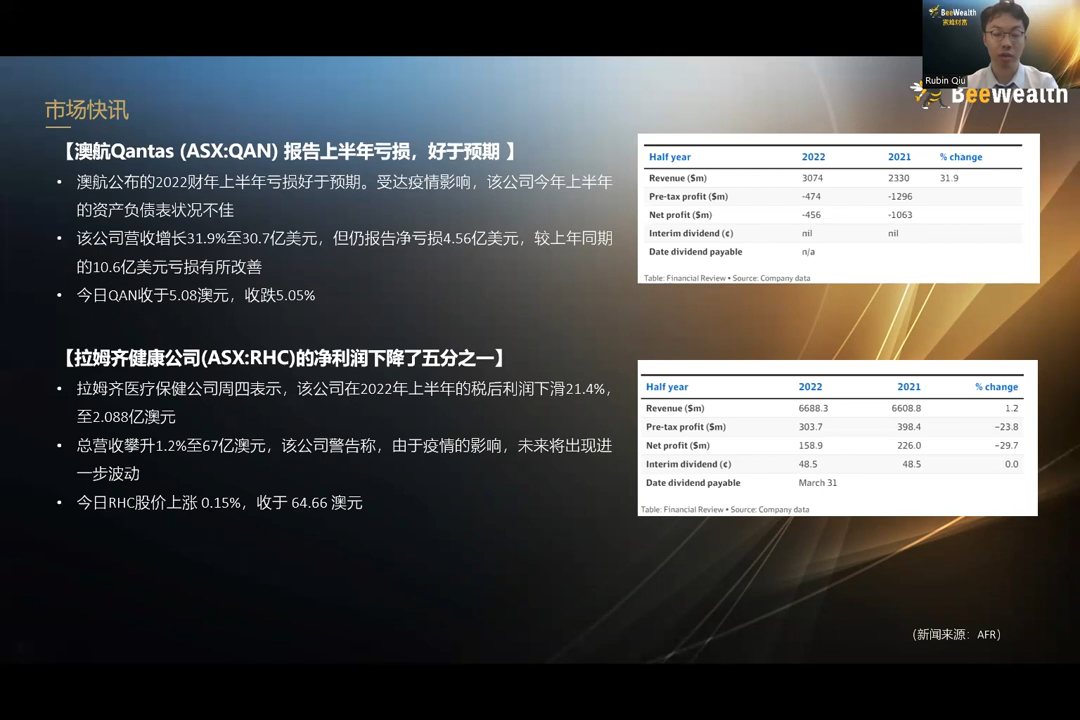 BeeWealth
蜜蜂财富
Rubin Qiu
BeeWealth
市场快讯
【澳航Qantas (ASX:QAN) 报告上半年亏损，好于预期 】
• 澳航公布的2022财年上半年亏损好于预期。受达疫情影响，该公司今年上半年
的资产负债表状况不佳
• 该公司营收增长31.9%至30.7亿美元，但仍报告净亏损4.56亿美元，较上年同期
的10.6亿美元亏损有所改善
• 今日QAN收于5.08澳元，收跌5.05%
Half year 2022 2021 % change
Revenue ($m) 3074 2330 31.9
Pre-tax profit ($m) -474 -1296
Net profit ($m) -456 -1063
Interim dividend (¢) nil nil
Date dividend payable n/a
Table: Financial Review • Source: Company data
【拉姆齐健康公司(ASX:RHC)的净利润下降了五分之一】
• 拉姆齐医疗保健公司周四表示，该公司在2022年上半年的税后利润下滑21.4%，
至2.088亿澳元
• 总营收攀升1.2%至67亿澳元，该公司警告称，由于疫情的影响，未来将出现进
一步波动
• 今日RHC股价上涨 0.15%，收于 64.66 澳元
Half year 2022 2021 % change
Revenue ($m) 6688.3 6608.8 1.2
Pre-tax profit ($m) 303.7 398.4 −23.8
Net profit ($m) 158.9 226.0 −29.7
Interim dividend (¢) 48.5 48.5 0.0
Date dividend payable March 31
Table: Financial Review • Source: Company data
(新闻来源：AFR)